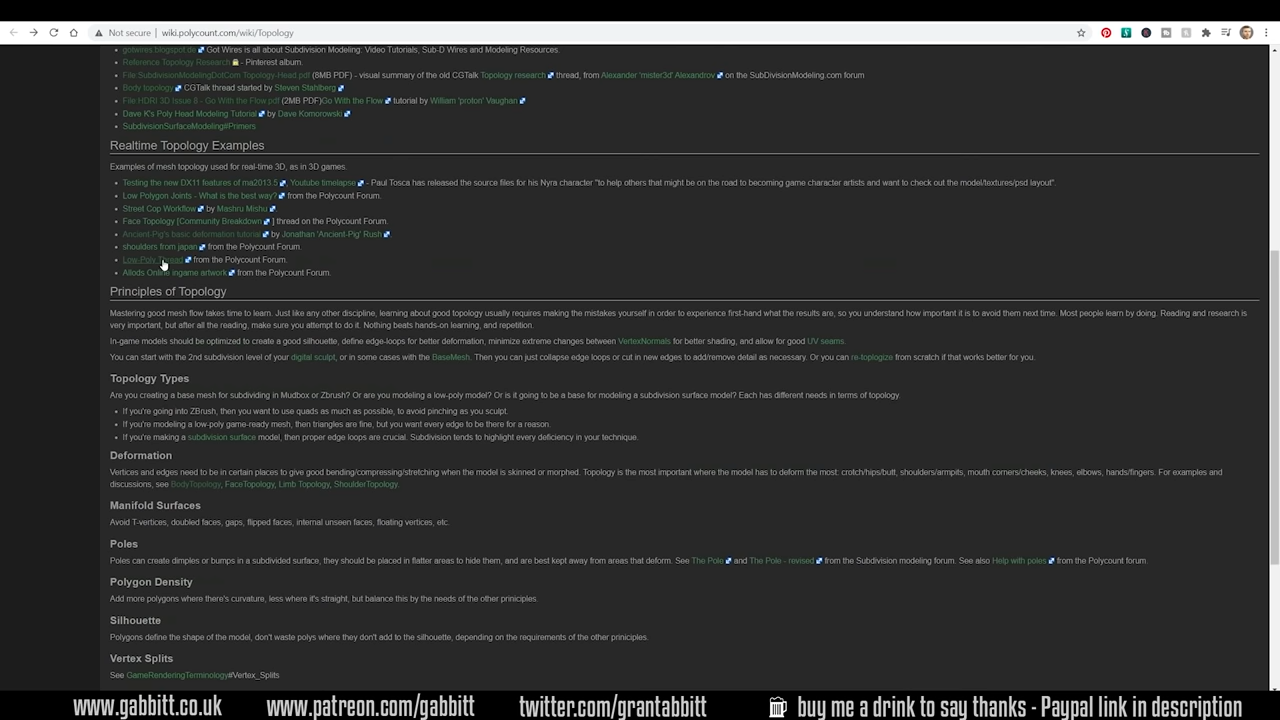 Not secure | wiki.polycount.com/wiki/Topology
gotwires.blogspot.de Got Wires is all about Subdivision Modeling: Video Tutorials, Sub-D Wires and Modeling Resources.
Reference Topology Research - Pinterest album.
File:SubdivisionModelingDotCom Topology-Head.pdf (8MB PDF) - visual summary of the old CGTalk Topology research thread, from Alexander 'mister3d' Alexandrov on the SubDivisionModeling.com forum
Body topology CGTalk thread started by Steven Stahlberg
File:HDRI 3D Issue 8 - Go With the Flow.pdf (2MB PDF)Go With the Flow tutorial by William 'proton' Vaughan
Dave K's Poly Head Modeling Tutorial by Dave Komorowski
SubdivisionSurfaceModeling#Primers
Realtime Topology Examples
Examples of mesh topology used for real-time 3D, as in 3D games.
Testing the new DX11 features of ma2013.5, Youtube timelapse - Paul Tosca has released the source files for his Nyra character "to help others that might be on the road to becoming game character artists and want to check out the model/textures/psd layout".
Low Polygon Joints - What is the best way? from the Polycount Forum.
Street Cop Workflow by Mashru Mishu.
Face Topology [Community Breakdown ] thread on the Polycount Forum.
Ancient-Pig's basic deformation tutorial by Jonathan 'Ancient-Pig' Rush
shoulders from japan from the Polycount Forum.
Low-Poly Thread from the Polycount Forum.
Allods Online ingame artwork from the Polycount Forum.
Principles of Topology
Mastering good mesh flow takes time to learn. Just like any other discipline, learning about good topology usually requires making the mistakes yourself in order to experience first-hand what the results are, so you understand how important it is to avoid them next time. Most people learn by doing. Reading and research is
very important, but after all the reading, make sure you attempt to do it. Nothing beats hands-on learning, and repetition.
In-game models should be optimized to create a good silhouette, define edge-loops for better deformation, minimize extreme changes between VertexNormals for better shading, and allow for good UV seams.
You can start with the 2nd subdivision level of your digital sculpt, or in some cases with the BaseMesh. Then you can just collapse edge loops or cut in new edges to add/remove detail as necessary. Or you can re-toplogize from scratch if that works better for you.
Topology Types
Are you creating a base mesh for subdividing in Mudbox or Zbrush? Or are you modeling a low-poly model? Or is it going to be a base for modeling a subdivision surface model? Each has different needs in terms of topology.
If you're going into ZBrush, then you want to use quads as much as possible, to avoid pinching as you sculpt.
If you're modeling a low-poly game-ready mesh, then triangles are fine, but you want every edge to be there for a reason.
If you're making a subdivision surface model, then proper edge loops are crucial. Subdivision tends to highlight every deficiency in your technique.
Deformation
Vertices and edges need to be in certain places to give good bending/compressing/stretching when the model is skinned or morphed. Topology is the most important where the model has to deform the most: crotch/hips/butt, shoulders/armpits, mouth corners/cheeks, knees, elbows, hands/fingers. For examples and
discussions, see BodyTopology, FaceTopology, Limb Topology, ShoulderTopology.
Manifold Surfaces
Avoid T-vertices, doubled faces, gaps, flipped faces, internal unseen faces, floating vertices, etc.
Poles
Poles can create dimples or bumps in a subdivided surface, they should be placed in flatter areas to hide them, and are best kept away from areas that deform. See The Pole and The Pole - revised from the Subdivision modeling forum. See also Help with poles from the Polycount forum.
Polygon Density
Add more polygons where there's curvature, less where it's straight, but balance this by the needs of the other priniciples.
Silhouette
Polygons define the shape of the model, don't waste polys where they don't add to the silhouette, depending on the requirements of the other priniciples.
Vertex Splits
See GameRenderingTerminology#Vertex_Splits
www.gabbitt.co.uk www.patreon.com/gabbitt twitter.com/grantabbitt buy me a drink to say thanks - Paypal link in description